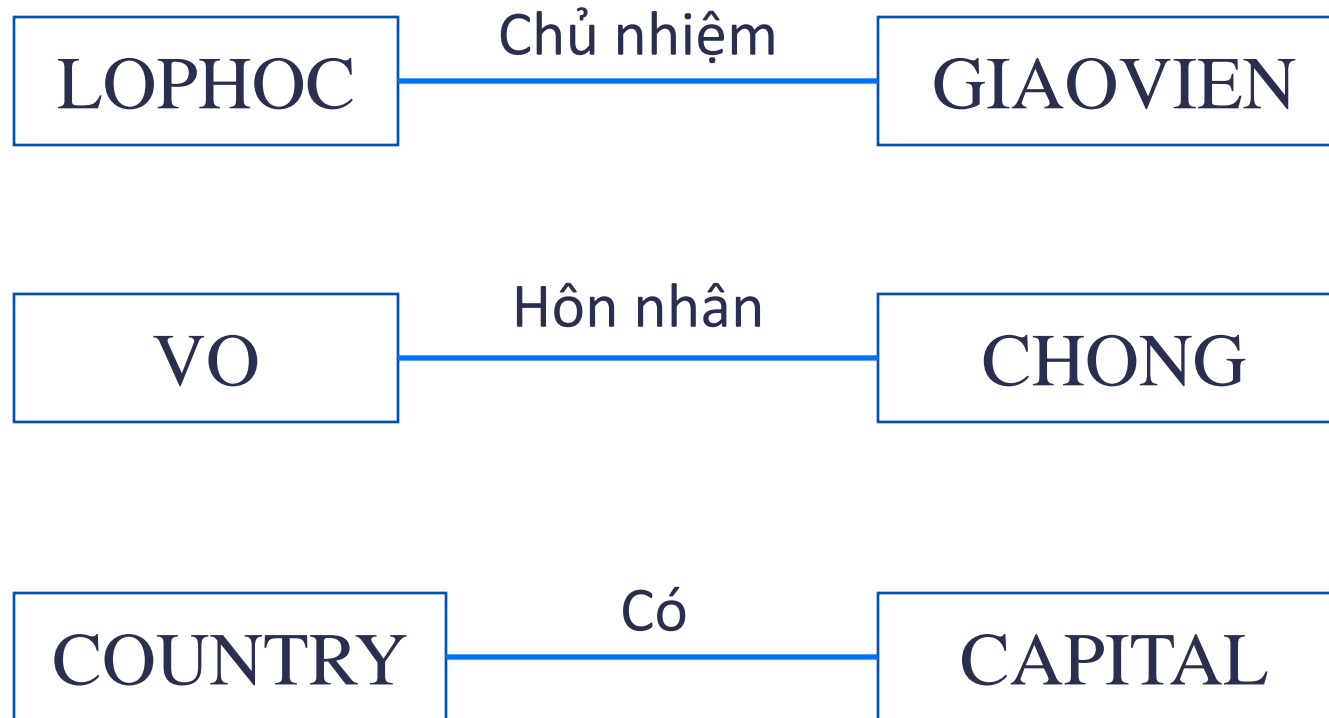 Chủ nhiệm
LOPHOC GIAOVIEN
Hôn nhân
VO CHONG
Có
COUNTRY CAPITAL